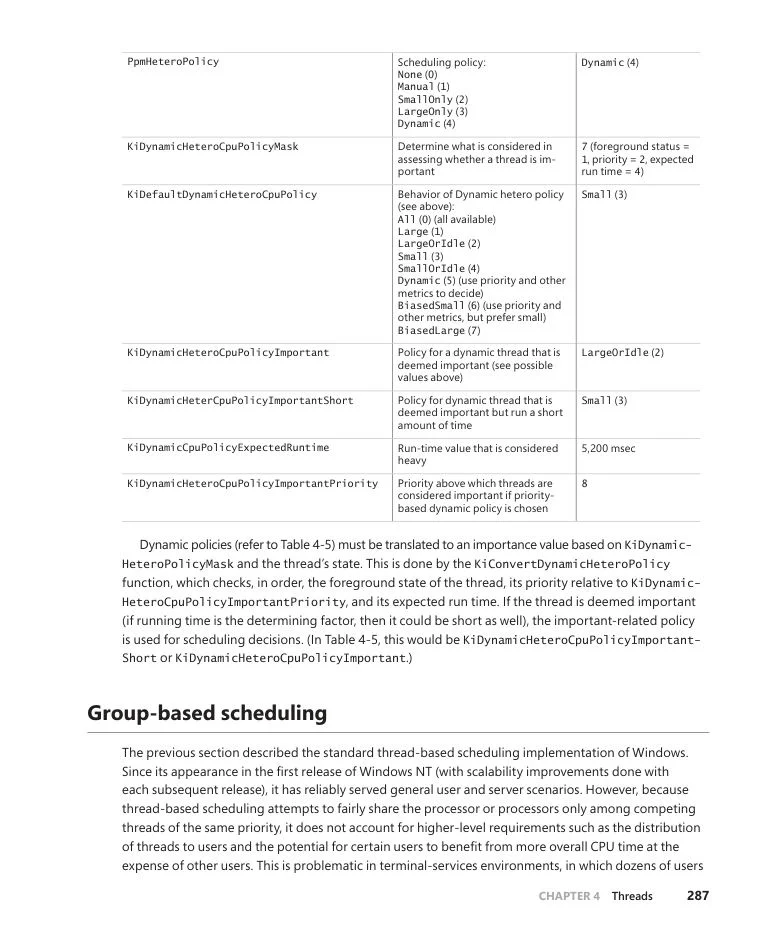 PpmHeteroPolicy
Scheduling policy:
None (0)
Manual (1)
SmallOnly (2)
LargeOnly (3)
Dynamic (4)
Dynamic (4)
KiDynamicHeteroCpuPolicyMask
Determine what is considered in
assessing whether a thread is im-
portant
7 (foreground status =
1, priority = 2, expected
run time = 4)
KiDefaultDynamicHeteroCpuPolicy
Behavior of Dynamic hetero policy
(see above):
All (0) (all available)
Large (1)
LargeOrIdle (2)
Small (3)
SmallOrIdle (4)
Dynamic (5) (use priority and other
metrics to decide)
BiasedSmall (6) (use priority and
other metrics, but prefer small)
BiasedLarge (7)
Small (3)
KiDynamicHeteroCpuPolicyImportant
Policy for a dynamic thread that is
deemed important (see possible
values above)
LargeOrIdle (2)
KiDynamicHeterCpuPolicyImportantShort
Policy for dynamic thread that is
deemed important but run a short
amount of time
Small (3)
KiDynamicCpuPolicyExpectedRuntime
Run-time value that is considered
heavy
5,200 msec
KiDynamicHeteroCpuPolicyImportantPriority
Priority above which threads are
considered important if priority-
based dynamic policy is chosen
8
Dynamic policies (refer to Table 4-5) must be translated to an importance value based on KiDynamic-
HeteroPolicyMask and the thread's state. This is done by the KiConvertDynamicHeteroPolicy
function, which checks, in order, the foreground state of the thread, its priority relative to KiDynamic-
HeteroCpuPolicyImportantPriority, and its expected run time. If the thread is deemed important
(if running time is the determining factor, then it could be short as well), the important-related policy
is used for scheduling decisions. (In Table 4-5, this would be KiDynamicHeteroCpuPolicyImportant-
Short or KiDynamicHeteroCpuPolicyImportant.)
Group-based scheduling
The previous section described the standard thread-based scheduling implementation of Windows.
Since its appearance in the first release of Windows NT (with scalability improvements done with
each subsequent release), it has reliably served general user and server scenarios. However, because
thread-based scheduling attempts to fairly share the processor or processors only among competing
threads of the same priority, it does not account for higher-level requirements such as the distribution
of threads to users and the potential for certain users to benefit from more overall CPU time at the
expense of other users. This is problematic in terminal-services environments, in which dozens of users
CHAPTER 4 Threads 287